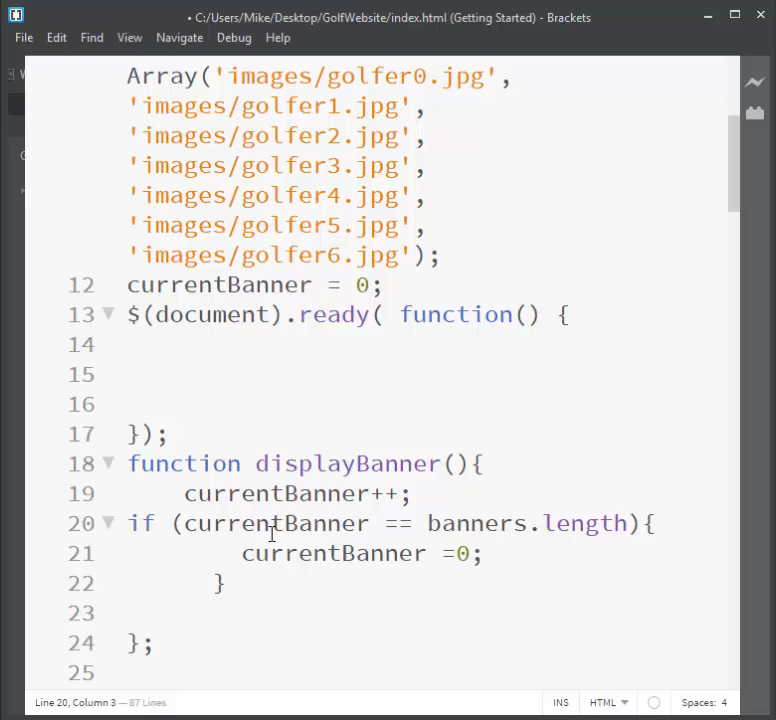 • C:/Users/Mike/Desktop/GolfWebsite/index.html (Getting Started) - Brackets
File Edit Find View Navigate Debug Help
Array('images/golfer0.jpg',
'images/golfer1.jpg',
'images/golfer2.jpg',
'images/golfer3.jpg',
'images/golfer4.jpg',
'images/golfer5.jpg',
'images/golfer6.jpg');
12 currentBanner = 0;
13 $(document).ready( function() {
14
15
16
17 });
18 function displayBanner(){
19 currentBanner++;
20 if (currentBanner == banners.length){
21 currentBanner =0;
22 }
23
24 };
25
Line 20, Column 3 — 87 Lines INS HTML Spaces: 4